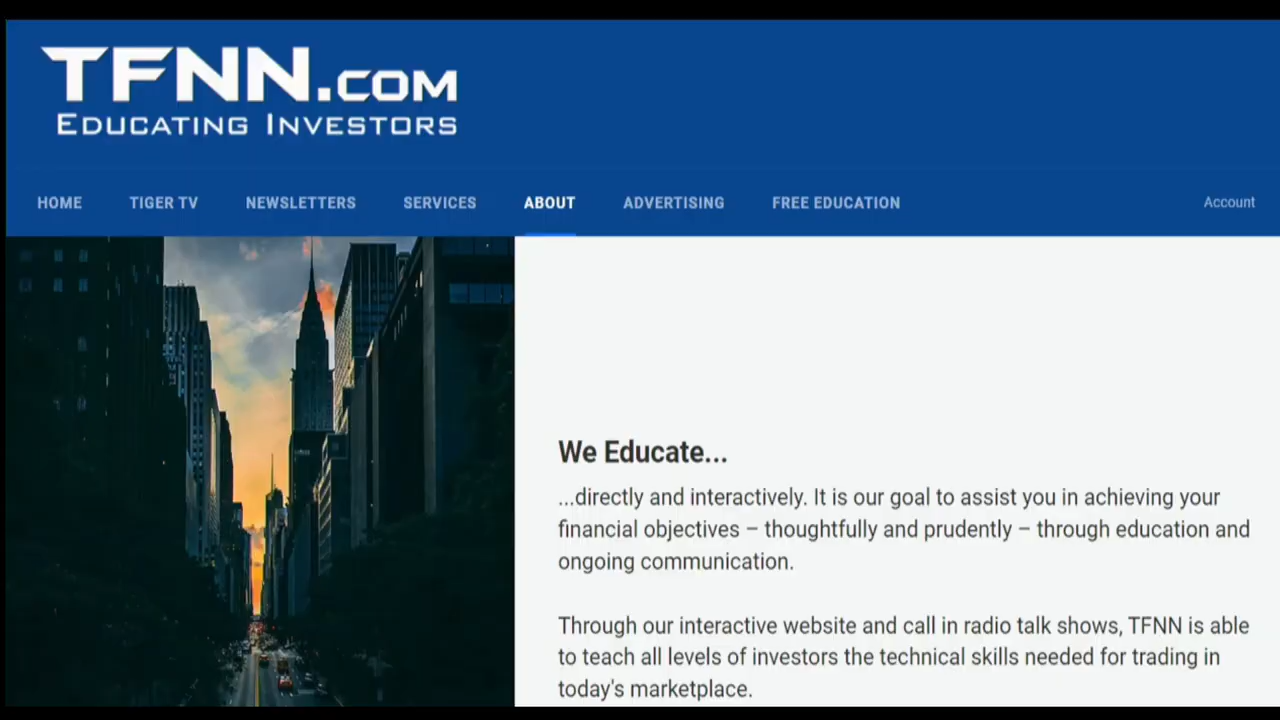 TFNN.COM
EDUCATING INVESTORS
HOME TIGER TV NEWSLETTERS SERVICES ABOUT ADVERTISING FREE EDUCATION Account
We Educate...
...directly and interactively. It is our goal to assist you in achieving your
financial objectives – thoughtfully and prudently – through education and
ongoing communication.
Through our interactive website and call in radio talk shows, TFNN is able
to teach all levels of investors the technical skills needed for trading in
today's marketplace.